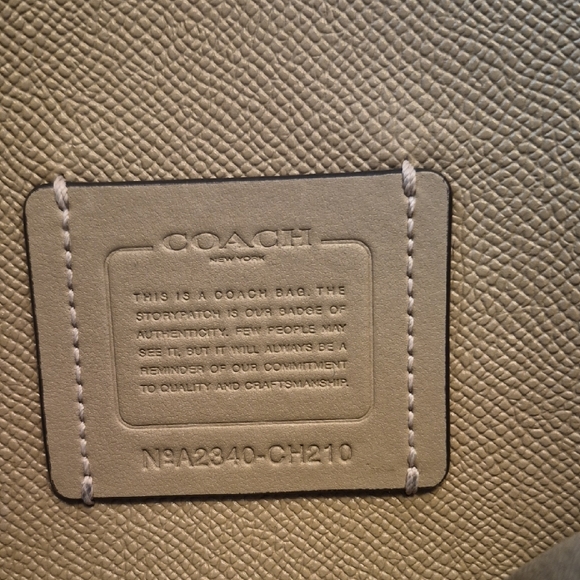 COACH
NEW YORK
THIS IS A COACH BAG. THE
STORYPATCH IS OUR BADGE OF
AUTHENTICITY. FEW PEOPLE MAY
SEE IT, BUT IT WILL ALWAYS BE A
REMINDER OF OUR COMMITMENT
TO QUALITY AND CRAFTSMANSHIP.
NºA2340-CH210